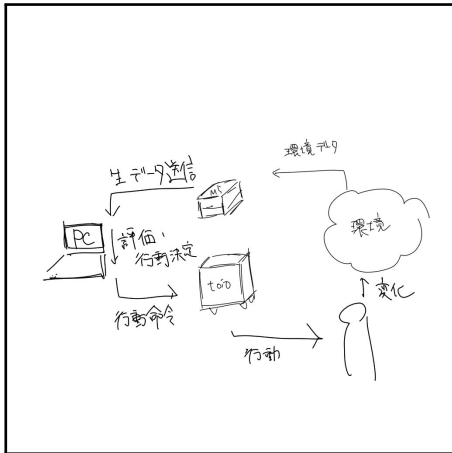 環境データ
生データ送信
M5
環境
PC
評価・
行動決定
toio
変化
行動命令
行動